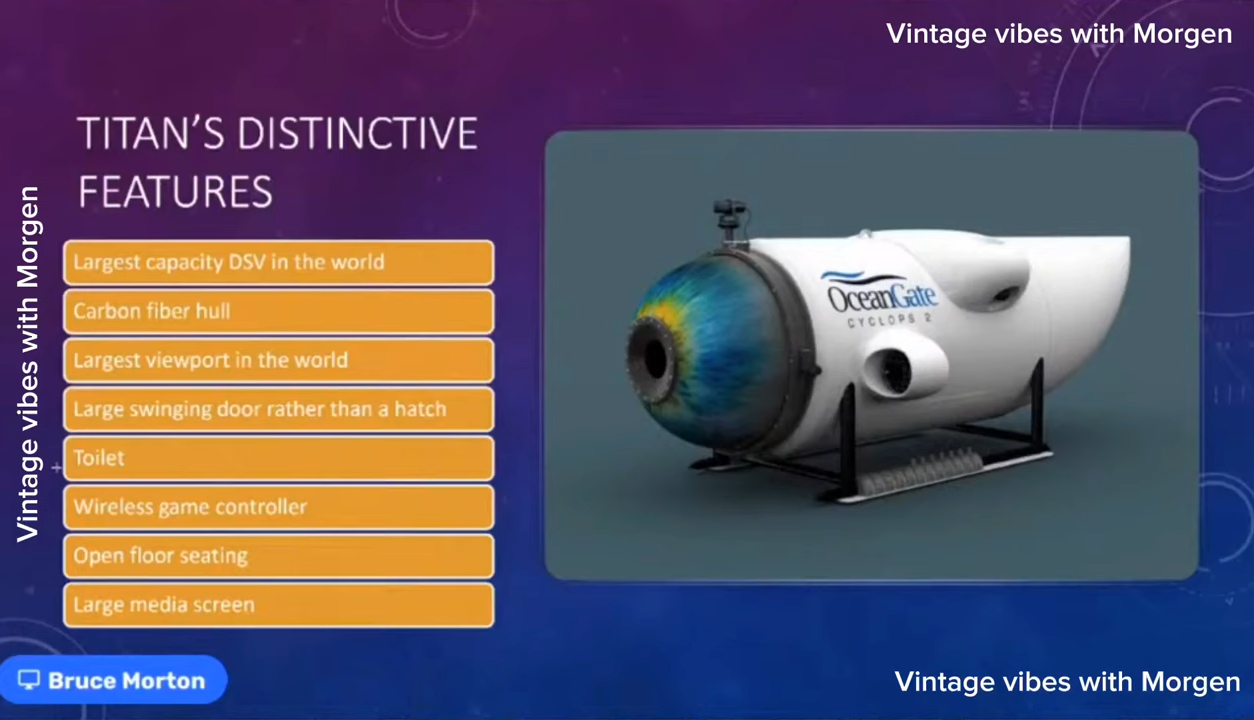 Vintage vibes with Morgen
TITAN'S DISTINCTIVE
FEATURES
Largest capacity DSV in the world
Carbon fiber hull
Largest viewport in the world
Large swinging door rather than a hatch
Toilet
Wireless game controller
Open floor seating
Large media screen
OceanGate
CYCLOPS 2
Vintage vibes with Morgen
Bruce Morton
Vintage vibes with Morgen